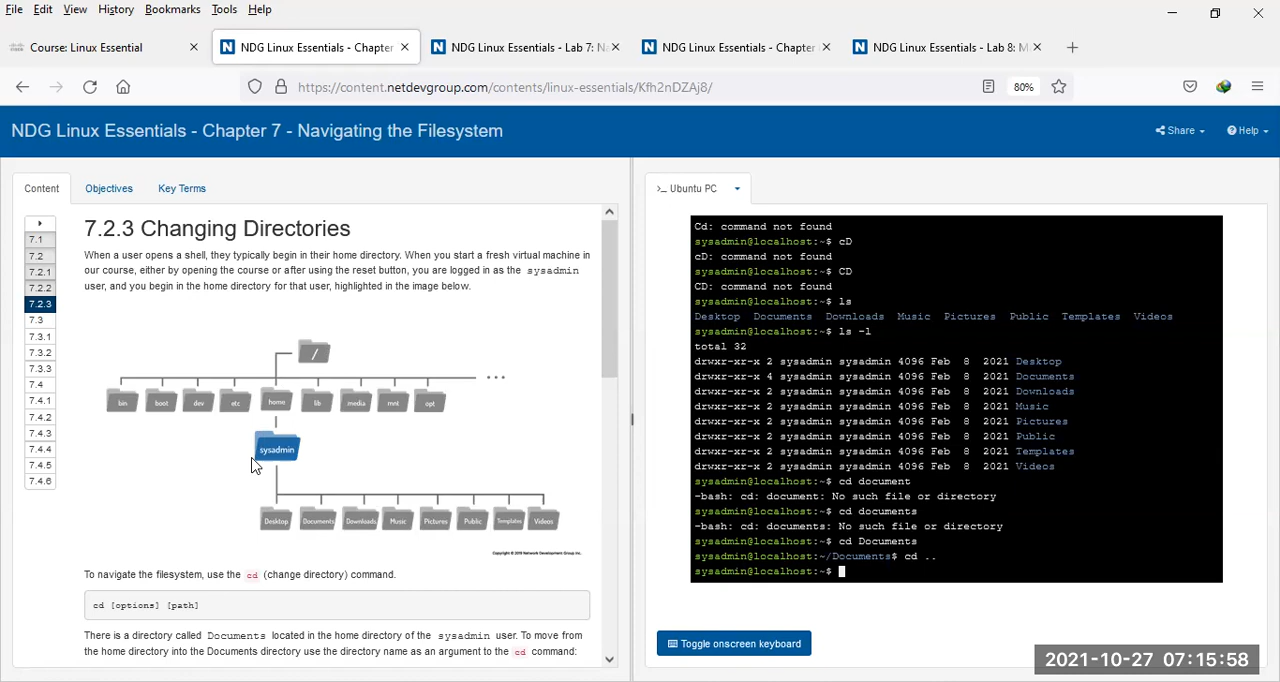 File Edit View History Bookmarks Tools Help
Course: Linux Essential
NDG Linux Essentials - Chapter
NDG Linux Essentials - Lab 7: N
NDG Linux Essentials - Chapter
NDG Linux Essentials - Lab 8: M
https://content.netdevgroup.com/contents/linux-essentials/Kfh2nDZAj8/
80%
NDG Linux Essentials - Chapter 7 - Navigating the Filesystem
Share
Help
Content Objectives Key Terms
7.1
7.2
7.2.1
7.2.2
7.2.3
7.3
7.3.1
7.3.2
7.3.3
7.4
7.4.1
7.4.2
7.4.3
7.4.4
7.4.5
7.4.6
7.2.3 Changing Directories
When a user opens a shell, they typically begin in their home directory. When you start a fresh virtual machine in
our course, either by opening the course or after using the reset button, you are logged in as the sysadmin
user, and you begin in the home directory for that user, highlighted in the image below.
/
bin boot dev etc home lib media mnt opt
sysadmin
Desktop Documents Downloads Music Pictures Public Templates Videos
Copyright © 2019 Network Development Group Inc.
To navigate the filesystem, use the cd (change directory) command.
cd [options] [path]
There is a directory called Documents located in the home directory of the sysadmin user. To move from
the home directory into the Documents directory use the directory name as an argument to the cd command:
>_ Ubuntu PC
Cd: command not found
sysadmin@localhost:~$ cD
cD: command not found
sysadmin@localhost:~$ CD
CD: command not found
sysadmin@localhost:~$ ls
Desktop Documents Downloads Music Pictures Public Templates Videos
sysadmin@localhost:~$ ls -l
total 32
drwxr-xr-x 2 sysadmin sysadmin 4096 Feb 8 2021 Desktop
drwxr-xr-x 4 sysadmin sysadmin 4096 Feb 8 2021 Documents
drwxr-xr-x 2 sysadmin sysadmin 4096 Feb 8 2021 Downloads
drwxr-xr-x 2 sysadmin sysadmin 4096 Feb 8 2021 Music
drwxr-xr-x 2 sysadmin sysadmin 4096 Feb 8 2021 Pictures
drwxr-xr-x 2 sysadmin sysadmin 4096 Feb 8 2021 Public
drwxr-xr-x 2 sysadmin sysadmin 4096 Feb 8 2021 Templates
drwxr-xr-x 2 sysadmin sysadmin 4096 Feb 8 2021 Videos
sysadmin@localhost:~$ cd document
-bash: cd: document: No such file or directory
sysadmin@localhost:~$ cd documents
-bash: cd: documents: No such file or directory
sysadmin@localhost:~$ cd Documents
sysadmin@localhost:~/Documents$ cd ..
sysadmin@localhost:~$
Toggle onscreen keyboard
2021-10-27 07:15:58